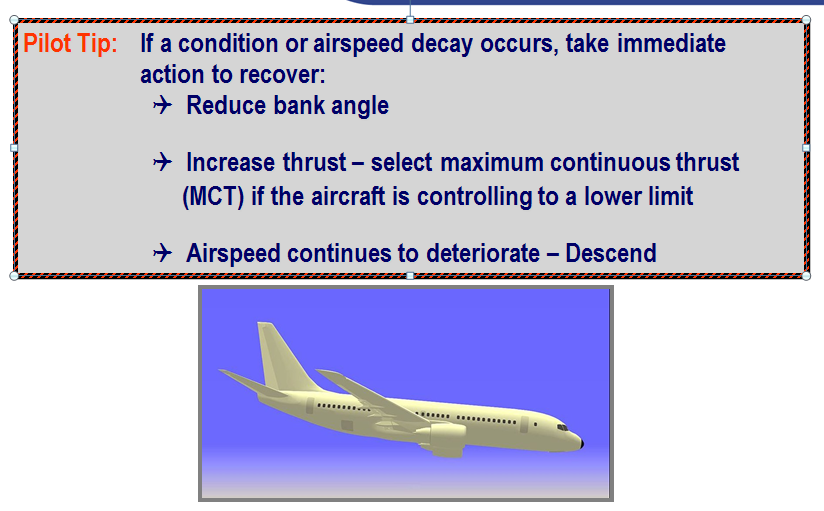 Pilot Tip: If a condition or airspeed decay occurs, take immediate
action to recover:
✈ Reduce bank angle
✈ Increase thrust – select maximum continuous thrust
(MCT) if the aircraft is controlling to a lower limit
✈ Airspeed continues to deteriorate – Descend